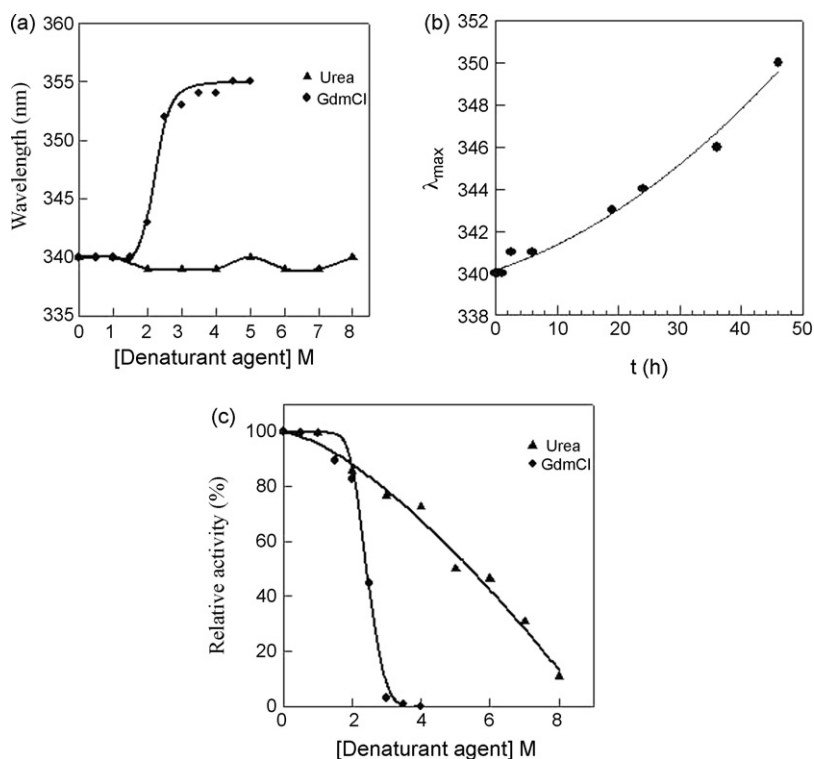 (a)
360
355
350
345
340
335
Wavelength (nm)
Urea
GdmCl
0 1 2 3 4 5 6 7 8
[Denaturant agent] M
(b)
352
350
348
346
344
342
340
338
λmax
0 10 20 30 40 50
t (h)
(c)
100
80
60
40
20
0
Relative activity (%)
Urea
GdmCl
0 2 4 6 8
[Denaturant agent] M